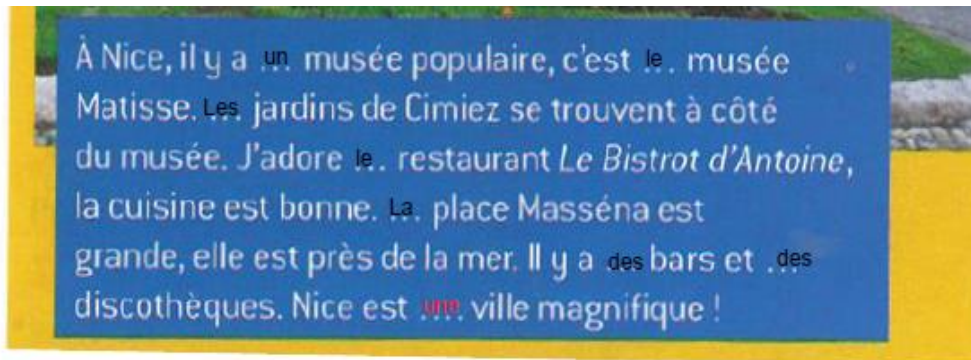 À Nice, il y a un musée populaire, c'est le musée
Matisse. Les jardins de Cimiez se trouvent à côté
du musée. J'adore le restaurant Le Bistrot d'Antoine,
la cuisine est bonne. La place Masséna est
grande, elle est près de la mer. Il y a des bars et des
discothèques. Nice est une ville magnifique !